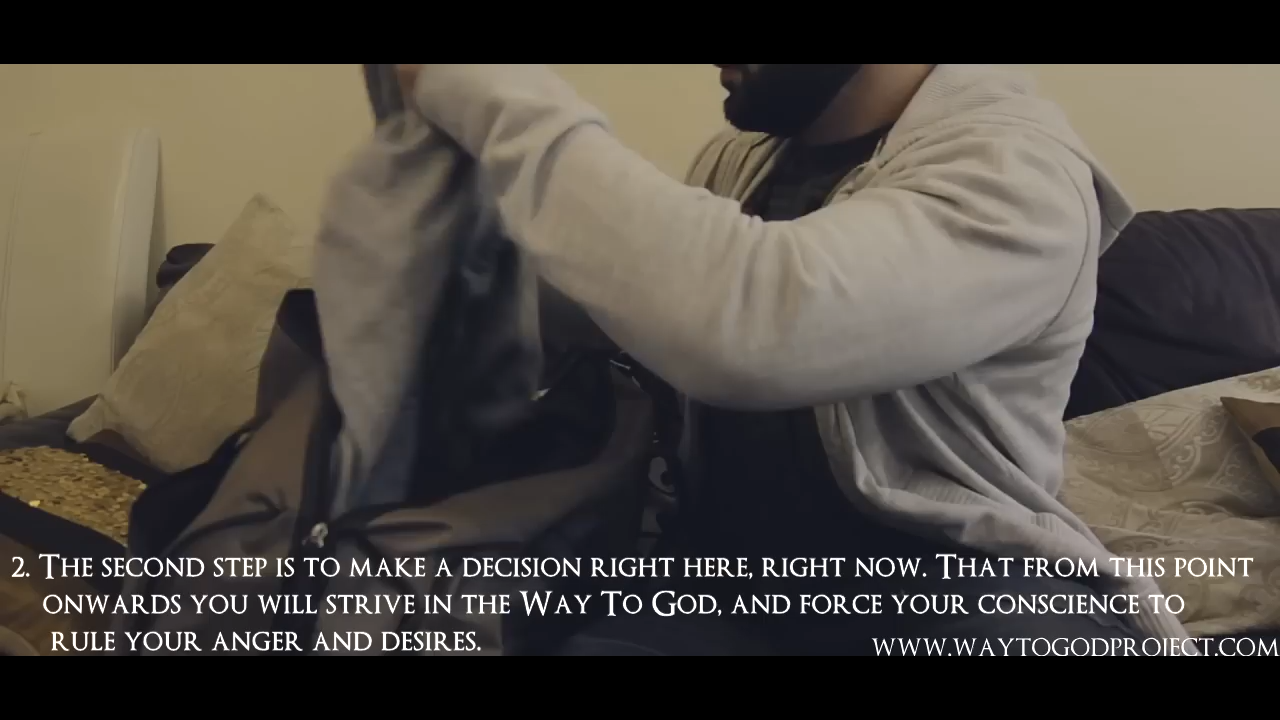 2. The second step is to make a decision right here, right now. That from this point
onwards you will strive in the Way To God, and force your conscience to
rule your anger and desires.
www.waytogodproject.com